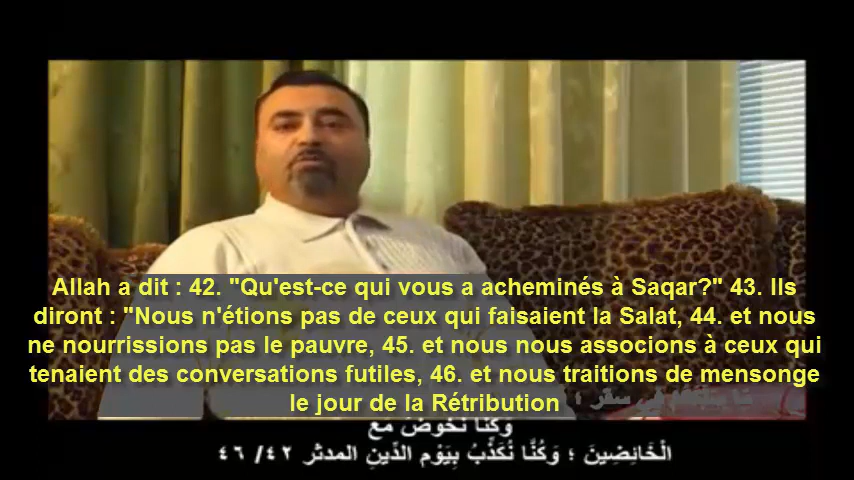 Allah a dit : 42. "Qu'est-ce qui vous a acheminés à Saqar?" 43. Ils
diront : "Nous n'étions pas de ceux qui faisaient la Salat, 44. et nous
ne nourrissions pas le pauvre, 45. et nous nous associons à ceux qui
tenaient des conversations futiles, 46. et nous traitions de mensonge
le jour de la Rétribution
وَكُنَّا نَخُوضُ مَعَ
الْخَائِضِينَ ؛ وَكُنَّا نُكَذِّبُ بِيَوْمِ الدِّينِ المدثر ٤٢/ ٤٦